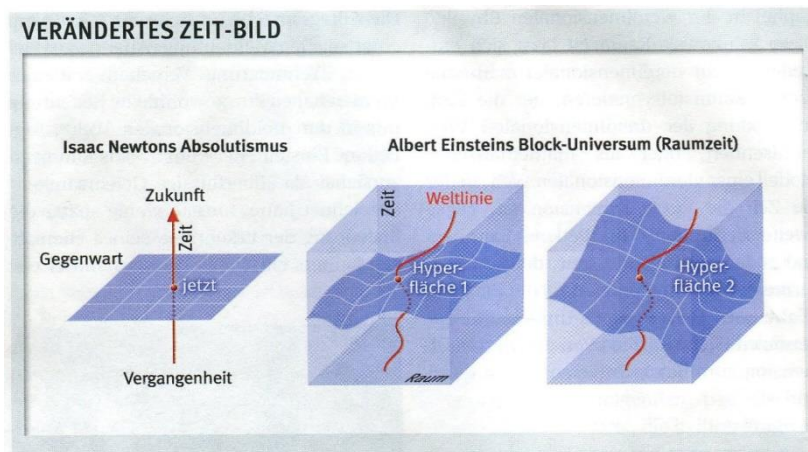 VERÄNDERTES ZEIT-BILD
Isaac Newtons Absolutismus
Zukunft
Zeit
Gegenwart
jetzt
Vergangenheit
Albert Einsteins Block-Universum (Raumzeit)
Zeit
Weltlinie
Hyper-
fläche 1
Raum
Hyper-
fläche 2